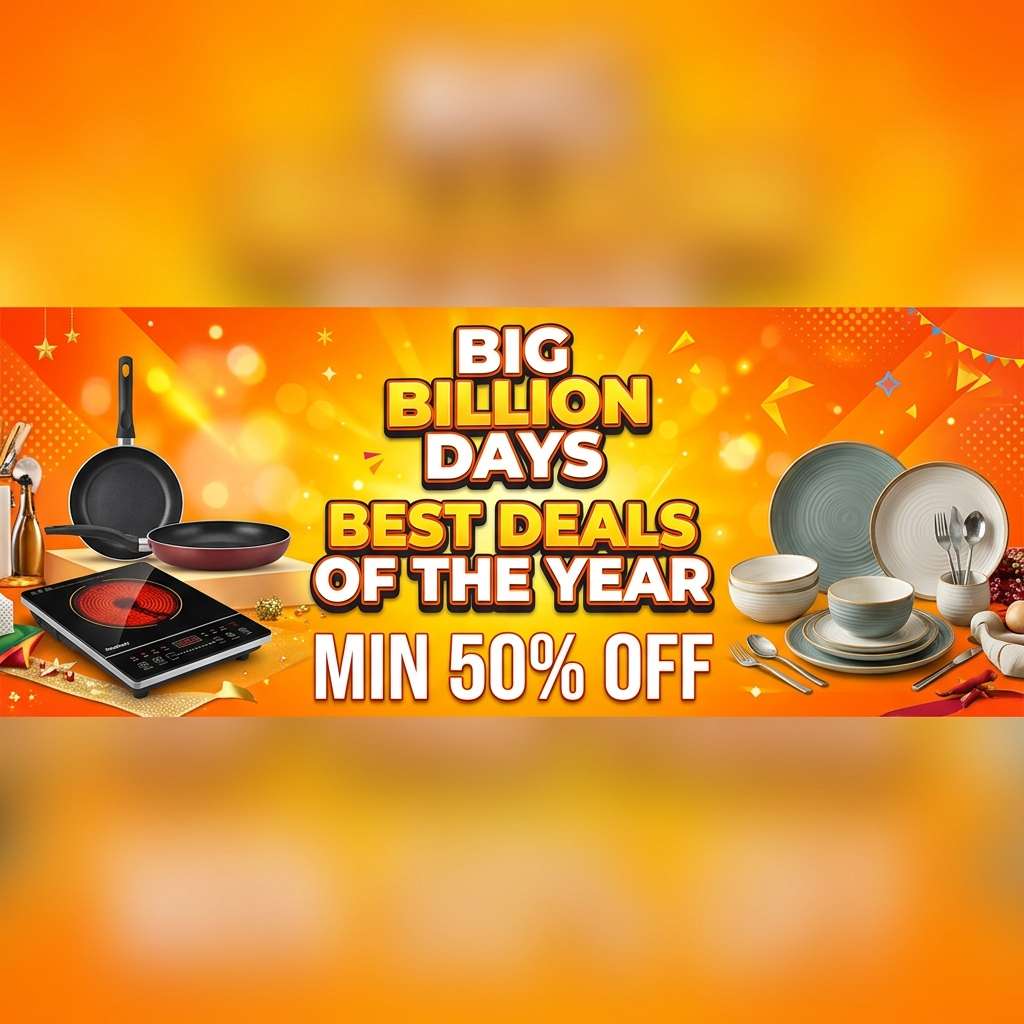 BIG
BILLION
DAYS
BEST DEALS
OF THE YEAR
MIN 50% OFF